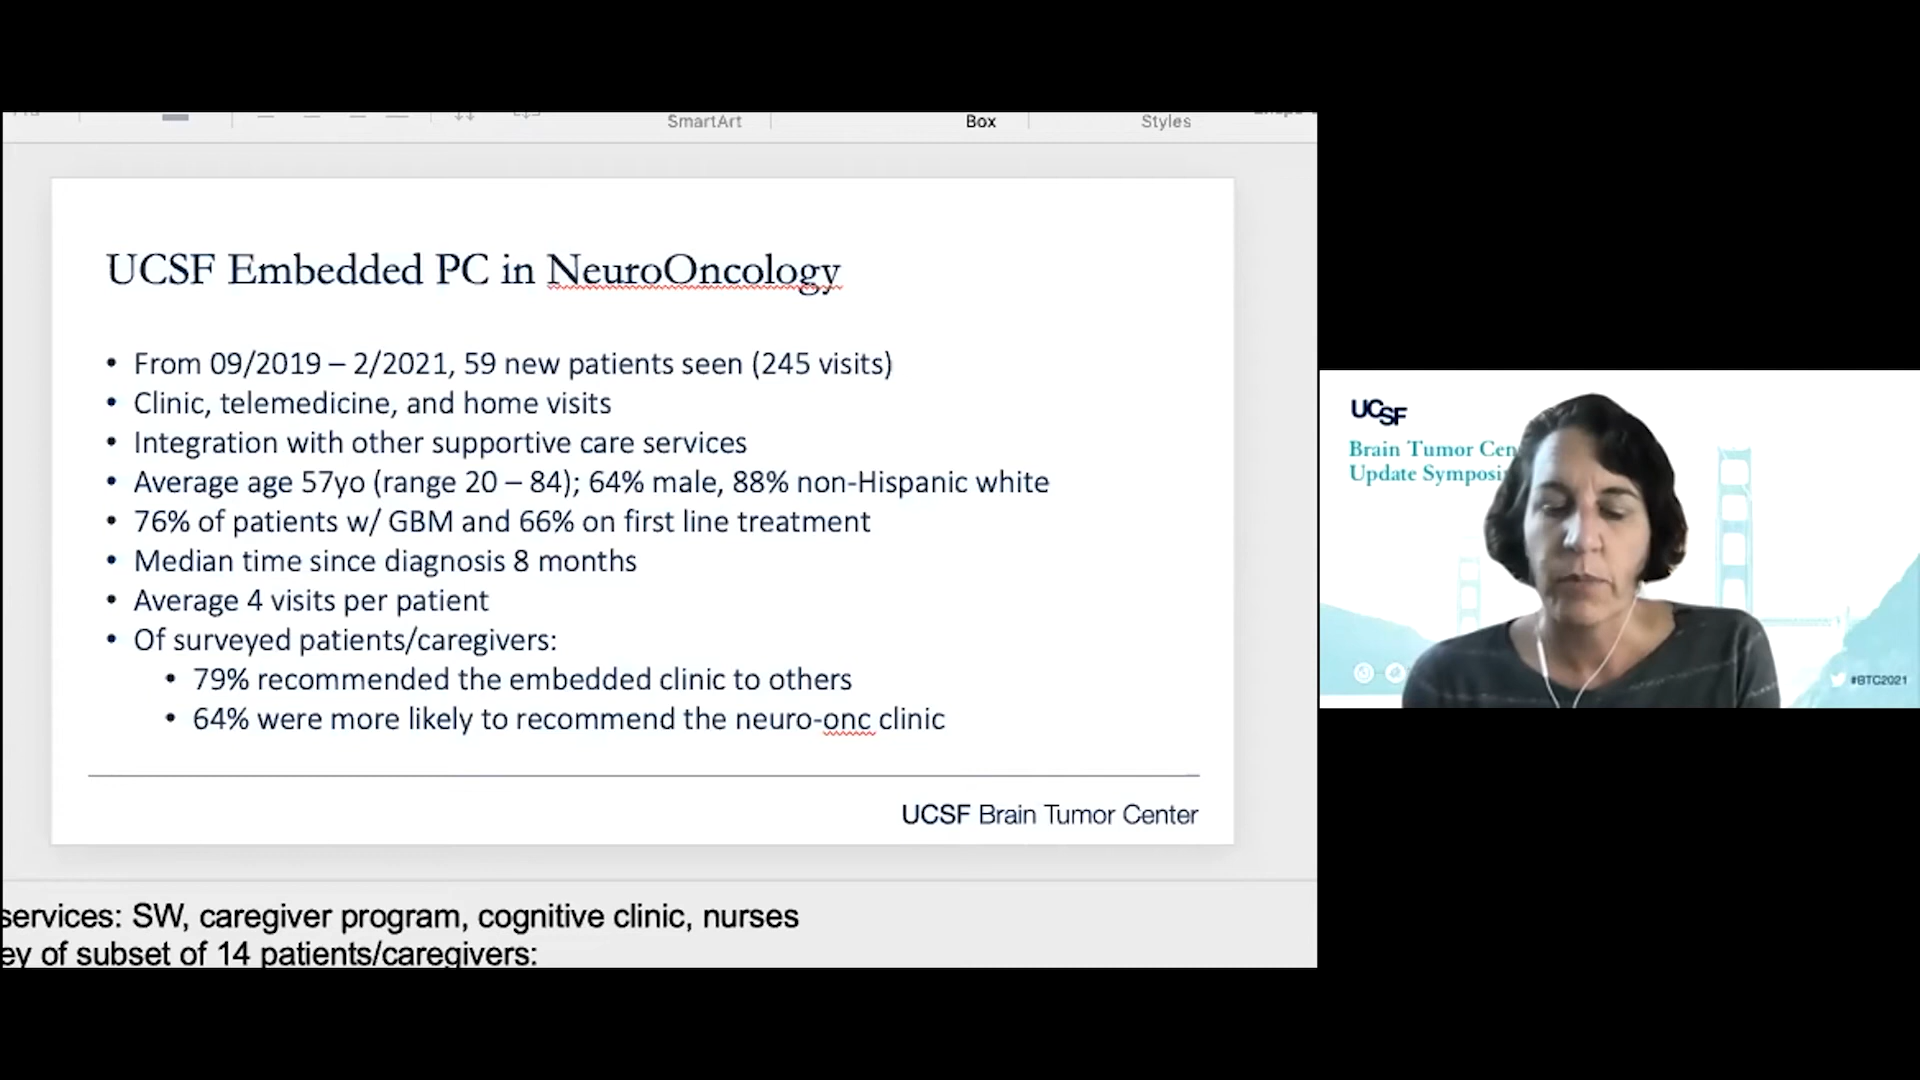 SmartArt
Box
Styles
UCSF Embedded PC in NeuroOncology
• From 09/2019 – 2/2021, 59 new patients seen (245 visits)
• Clinic, telemedicine, and home visits
• Integration with other supportive care services
• Average age 57yo (range 20 – 84); 64% male, 88% non-Hispanic white
• 76% of patients w/ GBM and 66% on first line treatment
• Median time since diagnosis 8 months
• Average 4 visits per patient
• Of surveyed patients/caregivers:
• 79% recommended the embedded clinic to others
• 64% were more likely to recommend the neuro-onc clinic
UCSF Brain Tumor Center
services: SW, caregiver program, cognitive clinic, nurses
ey of subset of 14 patients/caregivers:
UCSF
Brain Tumor Cen
Update Symposi
#BTC2021